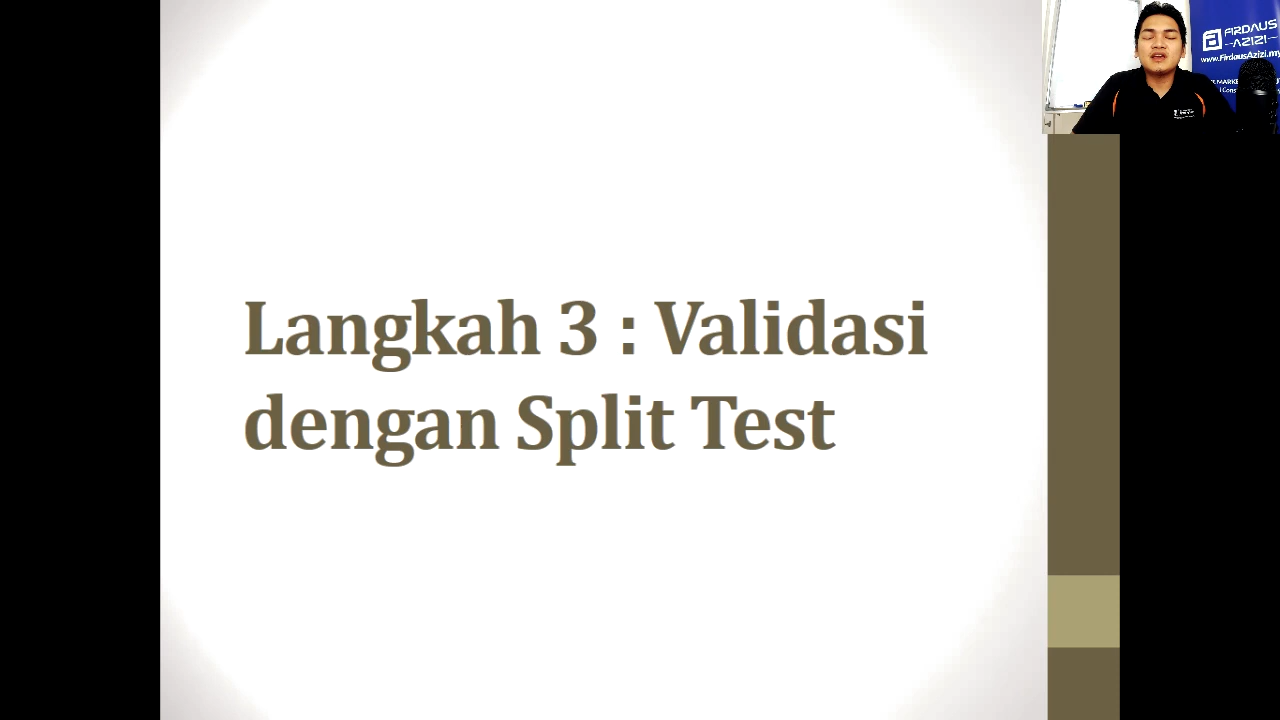 FIRDAUS
AZIZI
www.FirdausAzizi.my
Langkah 3 : Validasi
dengan Split Test